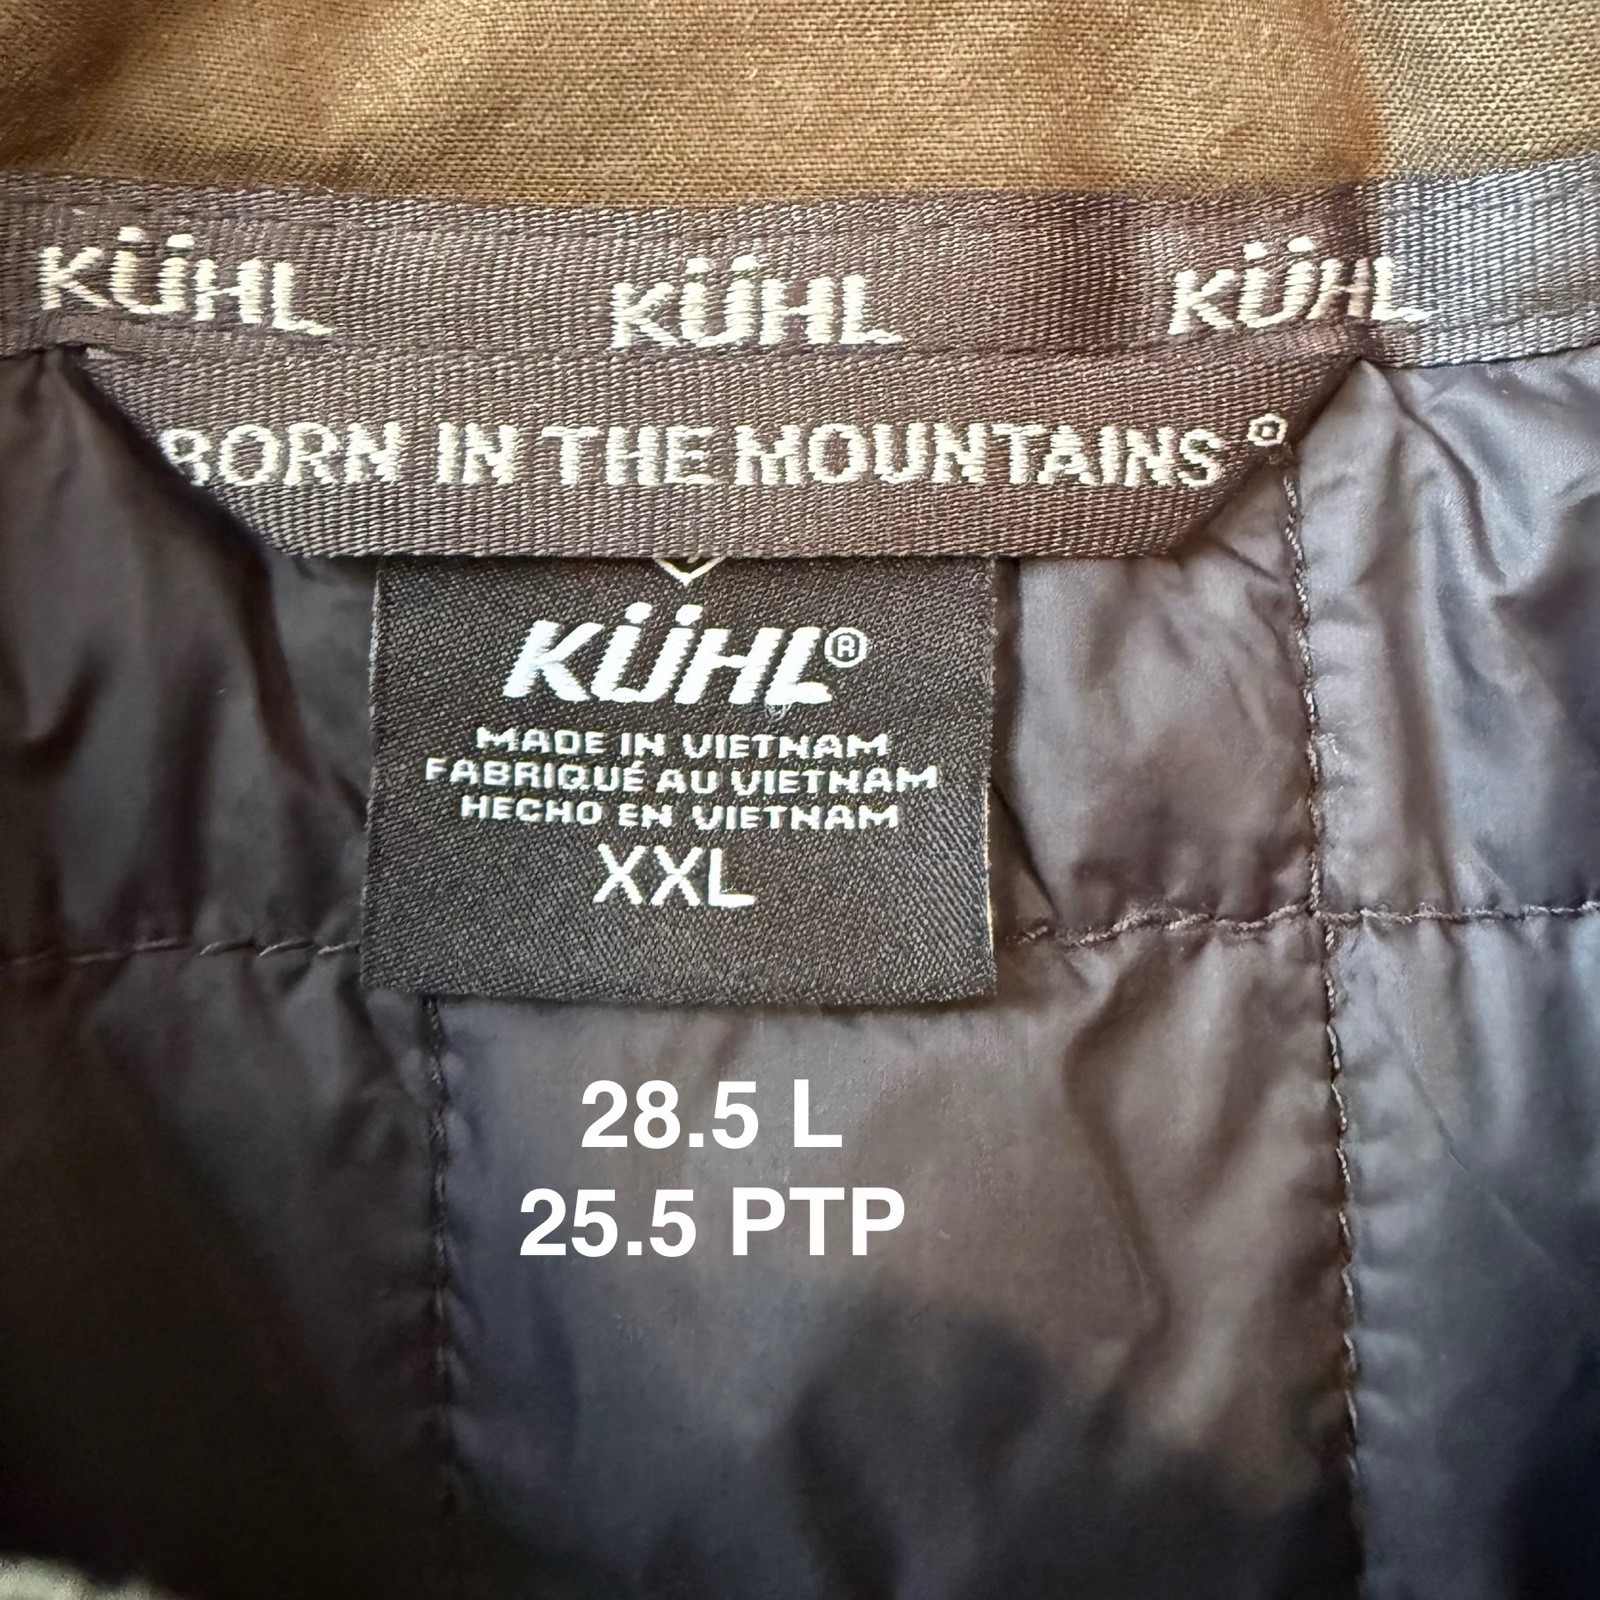 KÜHL KÜHL KÜHL
BORN IN THE MOUNTAINS®
KÜHL®
MADE IN VIETNAM
FABRIQUÉ AU VIETNAM
HECHO EN VIETNAM
XXL
28.5 L
25.5 PTP